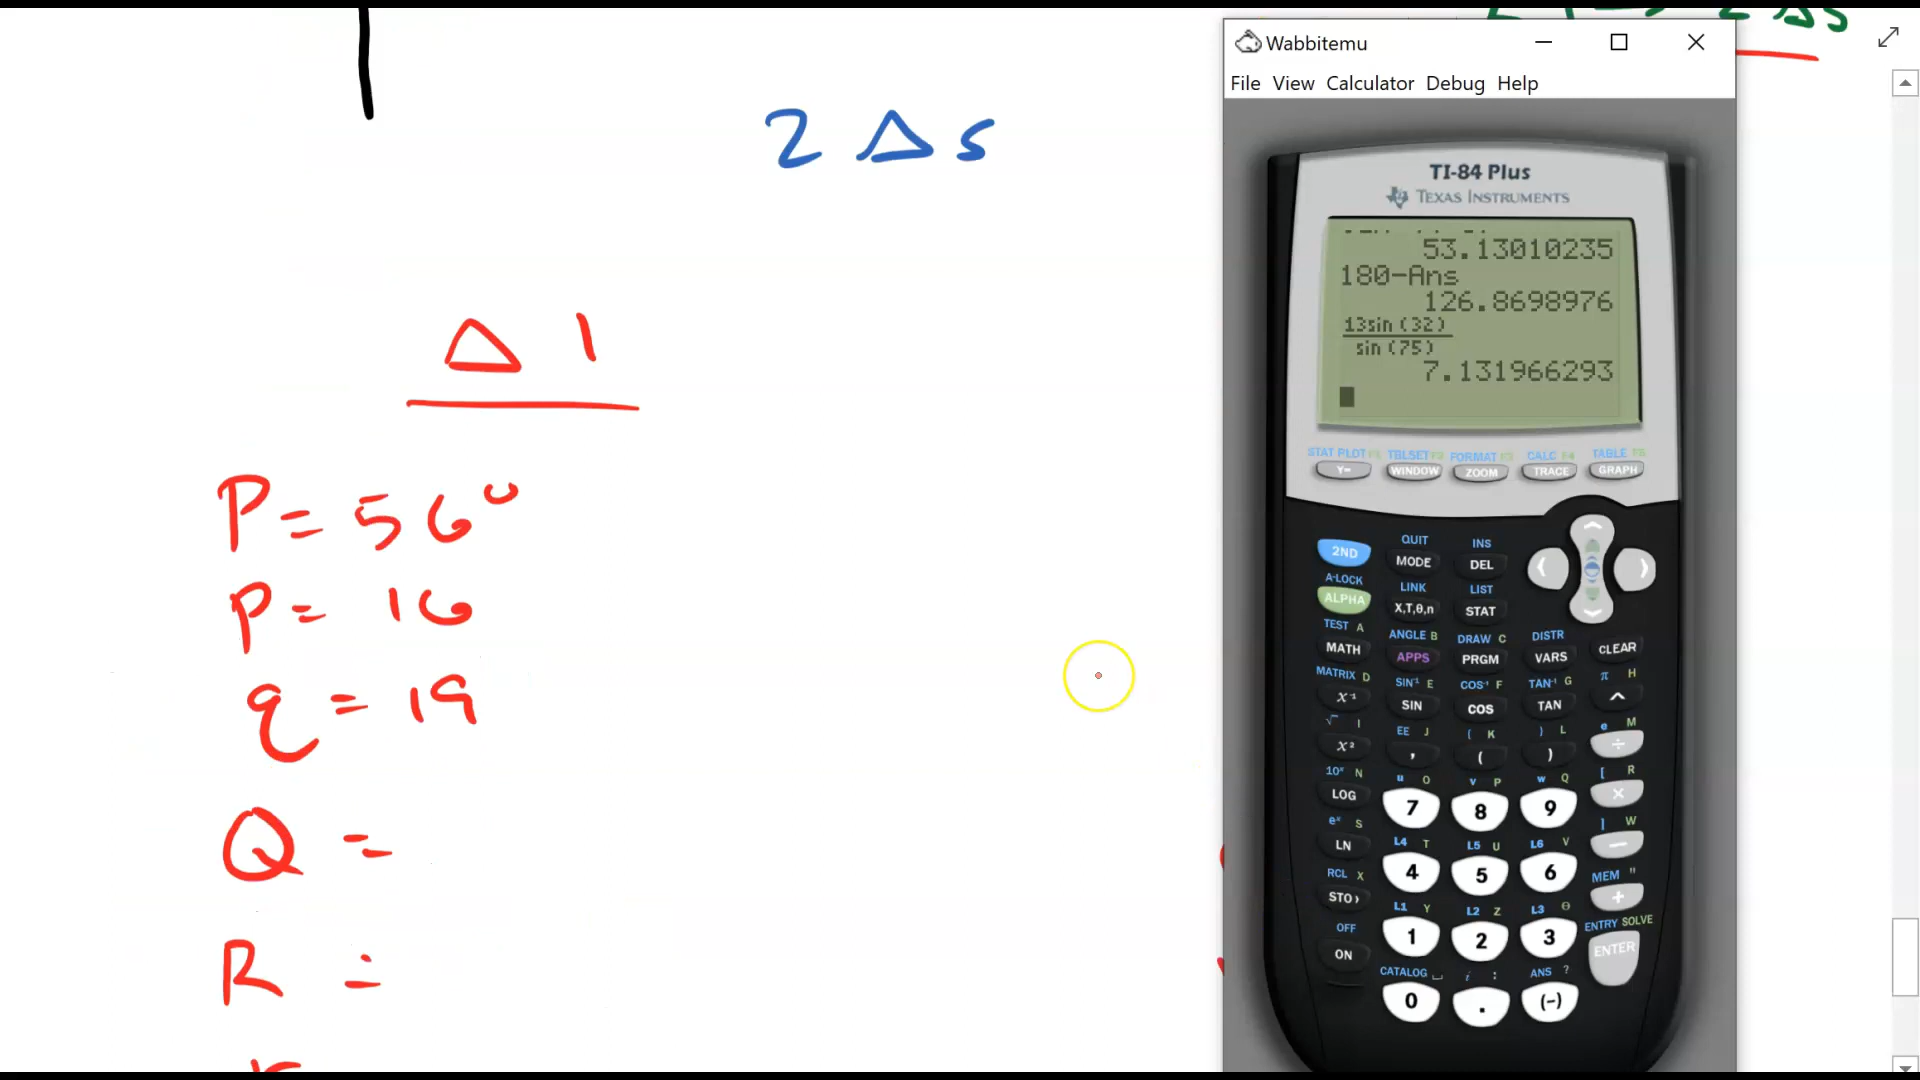 2 Δs
Δ 1
P = 56°
p = 16
q = 19
Q =
R =
Wabbitemu
File View Calculator Debug Help
TI-84 Plus
TEXAS INSTRUMENTS
53.13010235
180-Ans
126.8698976
13sin(32)
sin(75)
7.131966293
STAT PLOT F1 TBLSET F2 FORMAT F3 CALC F4 TABLE F5
Y= WINDOW ZOOM TRACE GRAPH
QUIT INS
2ND MODE DEL
A-LOCK LINK LIST
ALPHA X,T,θ,n STAT
TEST A ANGLE B DRAW C DISTR
MATH APPS PRGM VARS CLEAR
MATRIX D SIN⁻¹ E COS⁻¹ F TAN⁻¹ G π H
X⁻¹ SIN COS TAN ^
√ I EE J { K } L e M
X² , ( ) ÷
10ˣ N u O v P w Q [ R
LOG 7 8 9 ×
eˣ S L4 T L5 U L6 V ] W
LN 4 5 6 −
RCL X L1 Y L2 Z L3 θ MEM "
STO› 1 2 3 +
OFF CATALOG ⎵ i : ANS ? ENTRY SOLVE
ON 0 . (-) ENTER